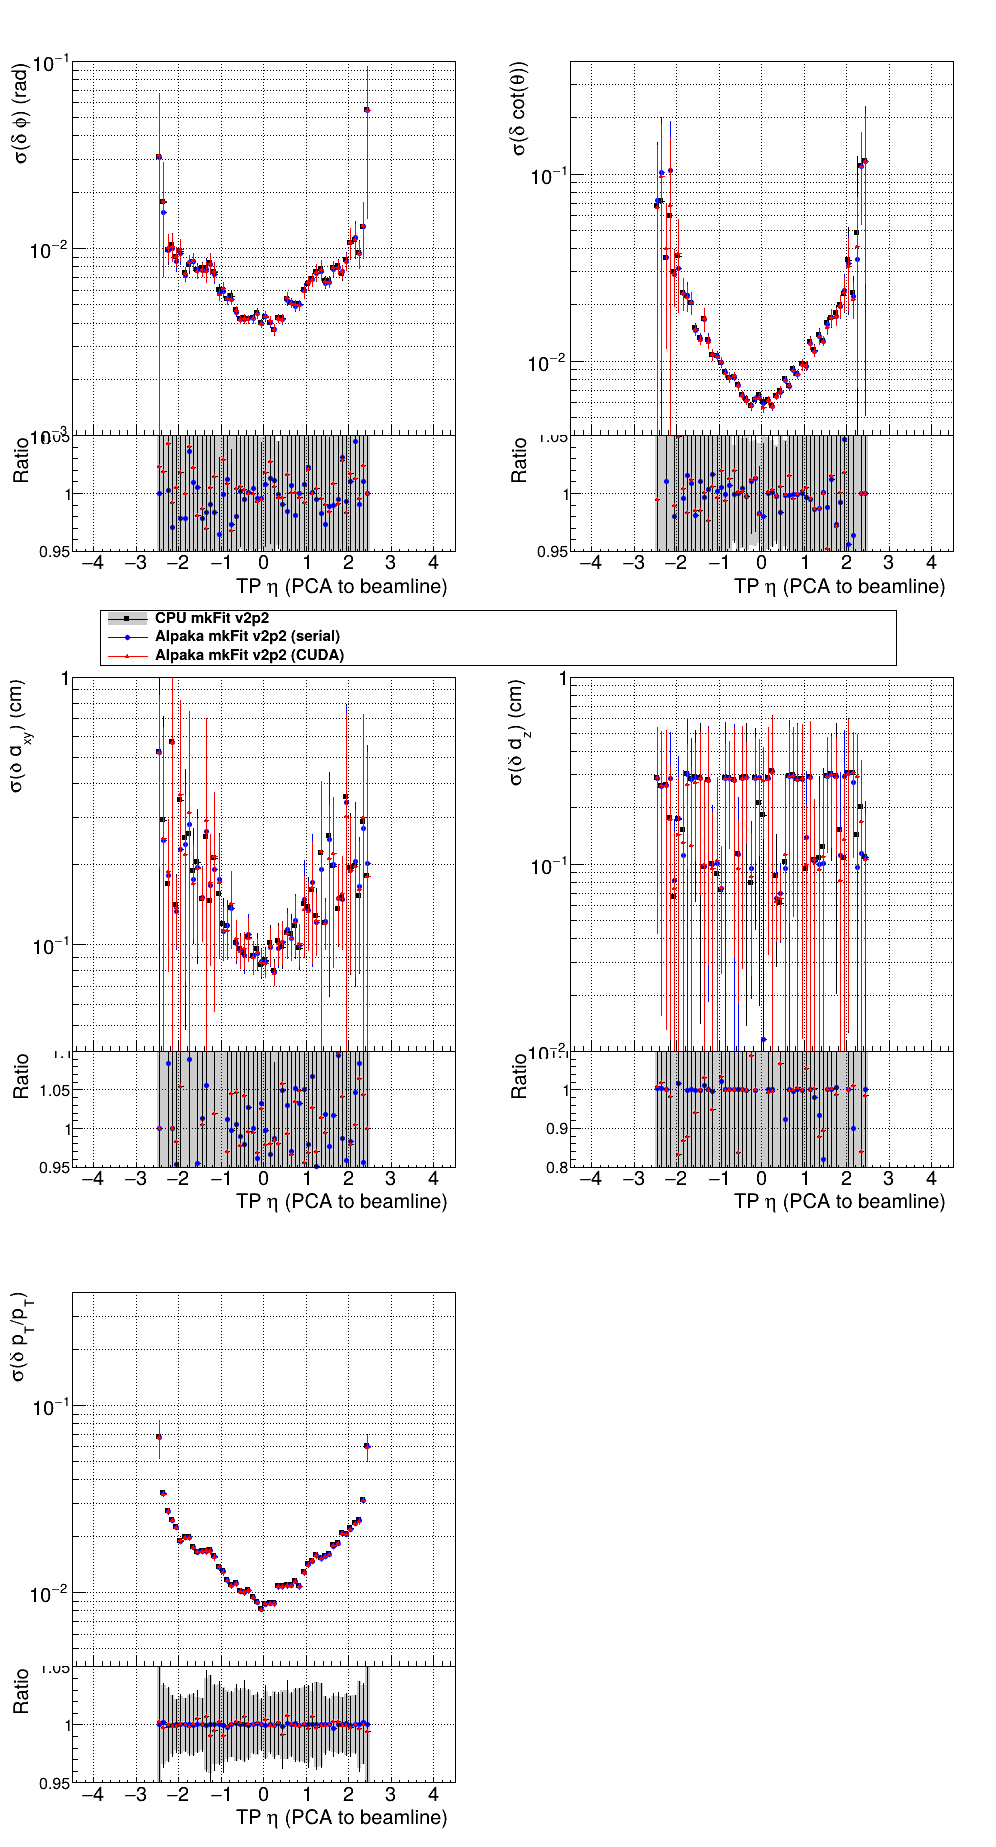 σ(δ φ) (rad)
10⁻¹
10⁻²
10⁻³
Ratio
1.05
1
0.95
−4 −3 −2 −1 0 1 2 3 4
TP η (PCA to beamline)
σ(δ cot(θ))
10⁻¹
10⁻²
Ratio
1.05
1
0.95
−4 −3 −2 −1 0 1 2 3 4
TP η (PCA to beamline)
CPU mkFit v2p2
Alpaka mkFit v2p2 (serial)
Alpaka mkFit v2p2 (CUDA)
σ(δ d_xy) (cm)
1
10⁻¹
Ratio
1.1
1.05
1
0.95
−4 −3 −2 −1 0 1 2 3 4
TP η (PCA to beamline)
σ(δ d_z) (cm)
1
10⁻¹
10⁻²
Ratio
1
0.9
0.8
−4 −3 −2 −1 0 1 2 3 4
TP η (PCA to beamline)
σ(δ p_T/p_T)
10⁻¹
10⁻²
Ratio
1.05
1
0.95
−4 −3 −2 −1 0 1 2 3 4
TP η (PCA to beamline)